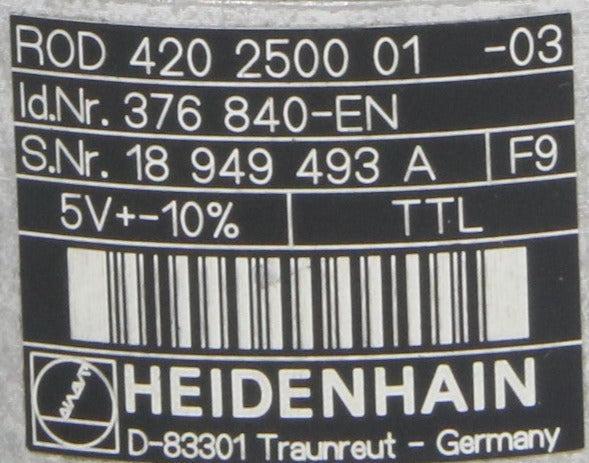 ROD 420 2500 01 -03
Id.Nr. 376 840-EN
S.Nr. 18 949 493 A F9
5V+-10% TTL
HEIDENHAIN
D-83301 Traunreut - Germany